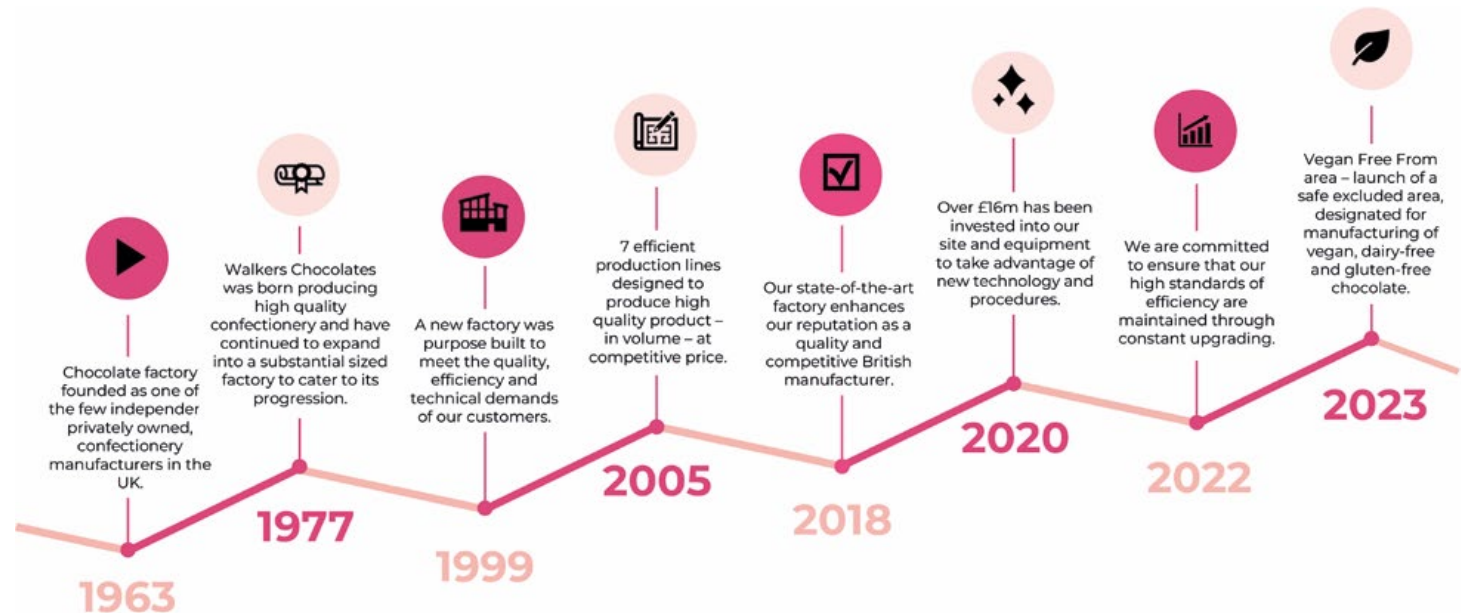 Chocolate factory
founded as one of
the few independer
privately owned,
confectionery
manufacturers in the
UK.
1963
Walkers Chocolates
was born producing
high quality
confectionery and have
continued to expand
into a substantial sized
factory to cater to its
progression.
1977
A new factory was
purpose built to
meet the quality,
efficiency and
technical demands
of our customers.
1999
7 efficient
production lines
designed to
produce high
quality product –
in volume – at
competitive price.
2005
Our state-of-the-art
factory enhances
our reputation as a
quality and
competitive British
manufacturer.
2018
Over £16m has been
invested into our
site and equipment
to take advantage of
new technology and
procedures.
2020
We are committed
to ensure that our
high standards of
efficiency are
maintained through
constant upgrading.
2022
Vegan Free From
area – launch of a
safe excluded area,
designated for
manufacturing of
vegan, dairy-free
and gluten-free
chocolate.
2023